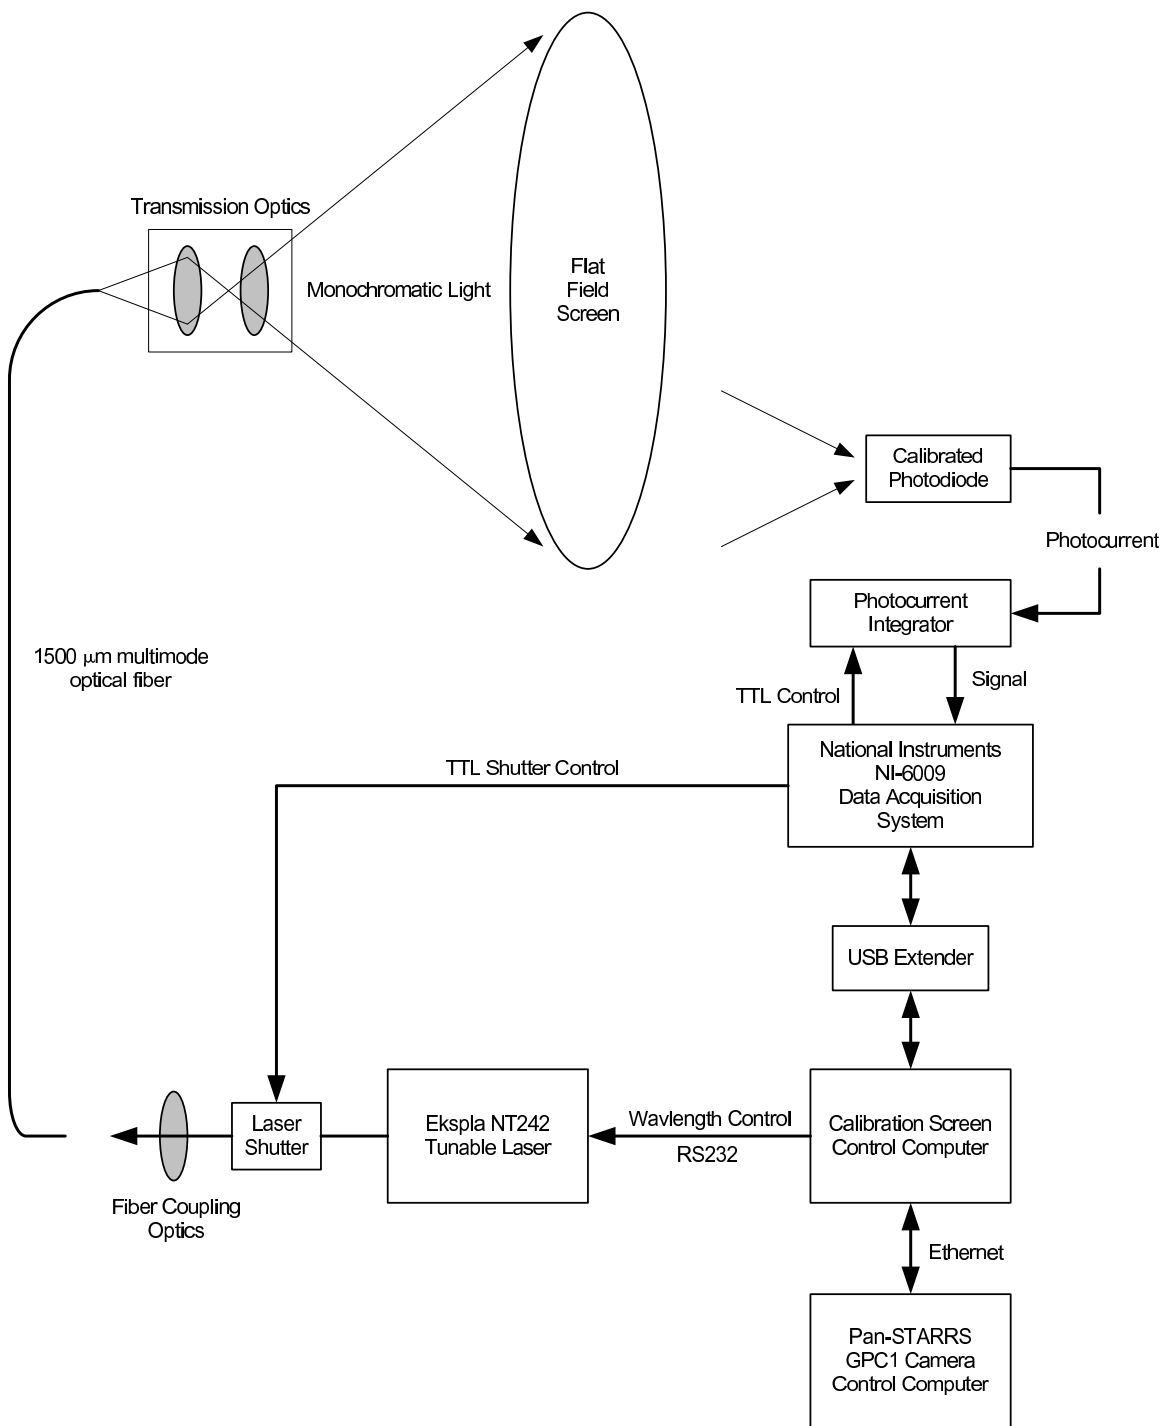 Transmission Optics
Monochromatic Light
Flat
Field
Screen
Calibrated
Photodiode
Photocurrent
Photocurrent
Integrator
1500 μm multimode
optical fiber
TTL Control
Signal
National Instruments
NI-6009
Data Acquisition
System
TTL Shutter Control
USB Extender
Laser
Shutter
Ekspla NT242
Tunable Laser
Wavlength Control
RS232
Calibration Screen
Control Computer
Fiber Coupling
Optics
Ethernet
Pan-STARRS
GPC1 Camera
Control Computer